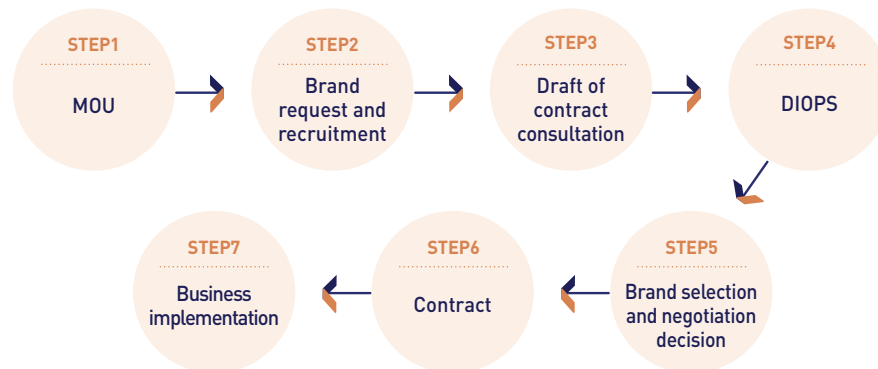 STEP1
MOU
STEP2
Brand
request and
recruitment
STEP3
Draft of
contract
consultation
STEP4
DIOPS
STEP5
Brand selection
and negotiation
decision
STEP6
Contract
STEP7
Business
implementation